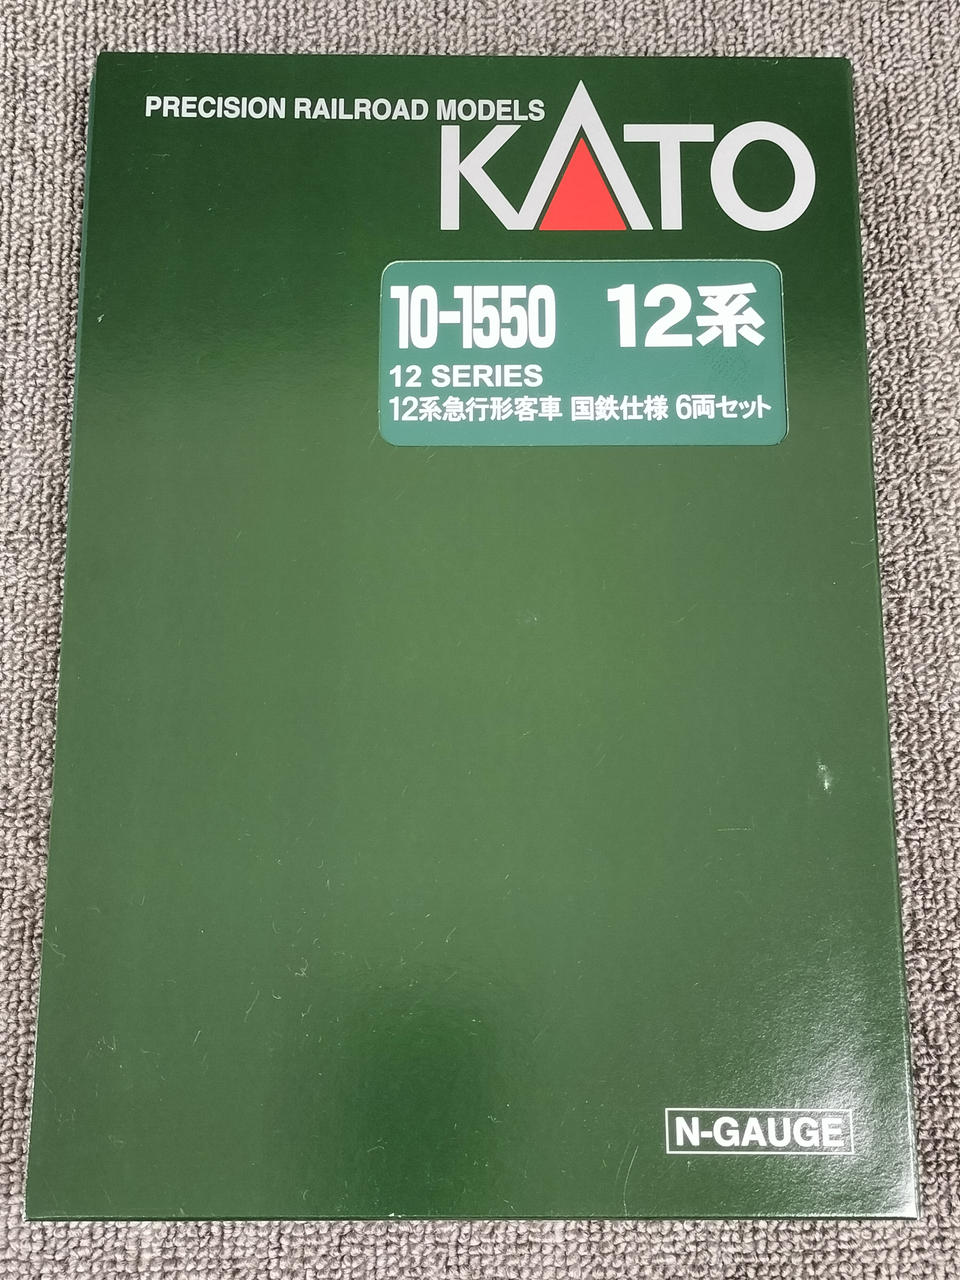 PRECISION RAILROAD MODELS
KATO
10-1550 12系
12 SERIES
12系急行形客車 国鉄仕様 6両セット
N-GAUGE